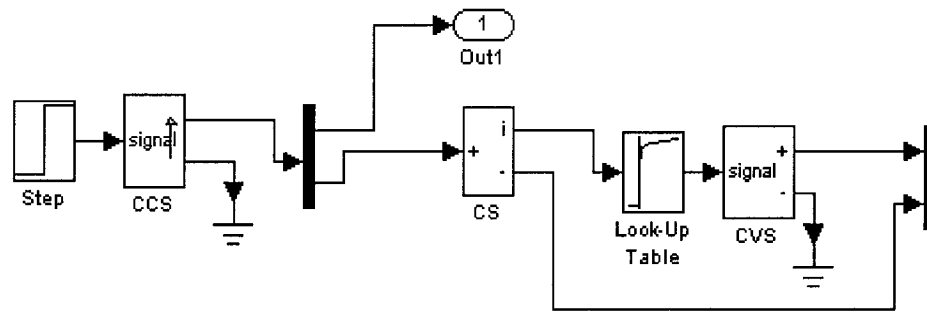 1
Out1
Step
signal
CCS
+
i
-
CS
Look-Up
Table
signal
+
-
CVS